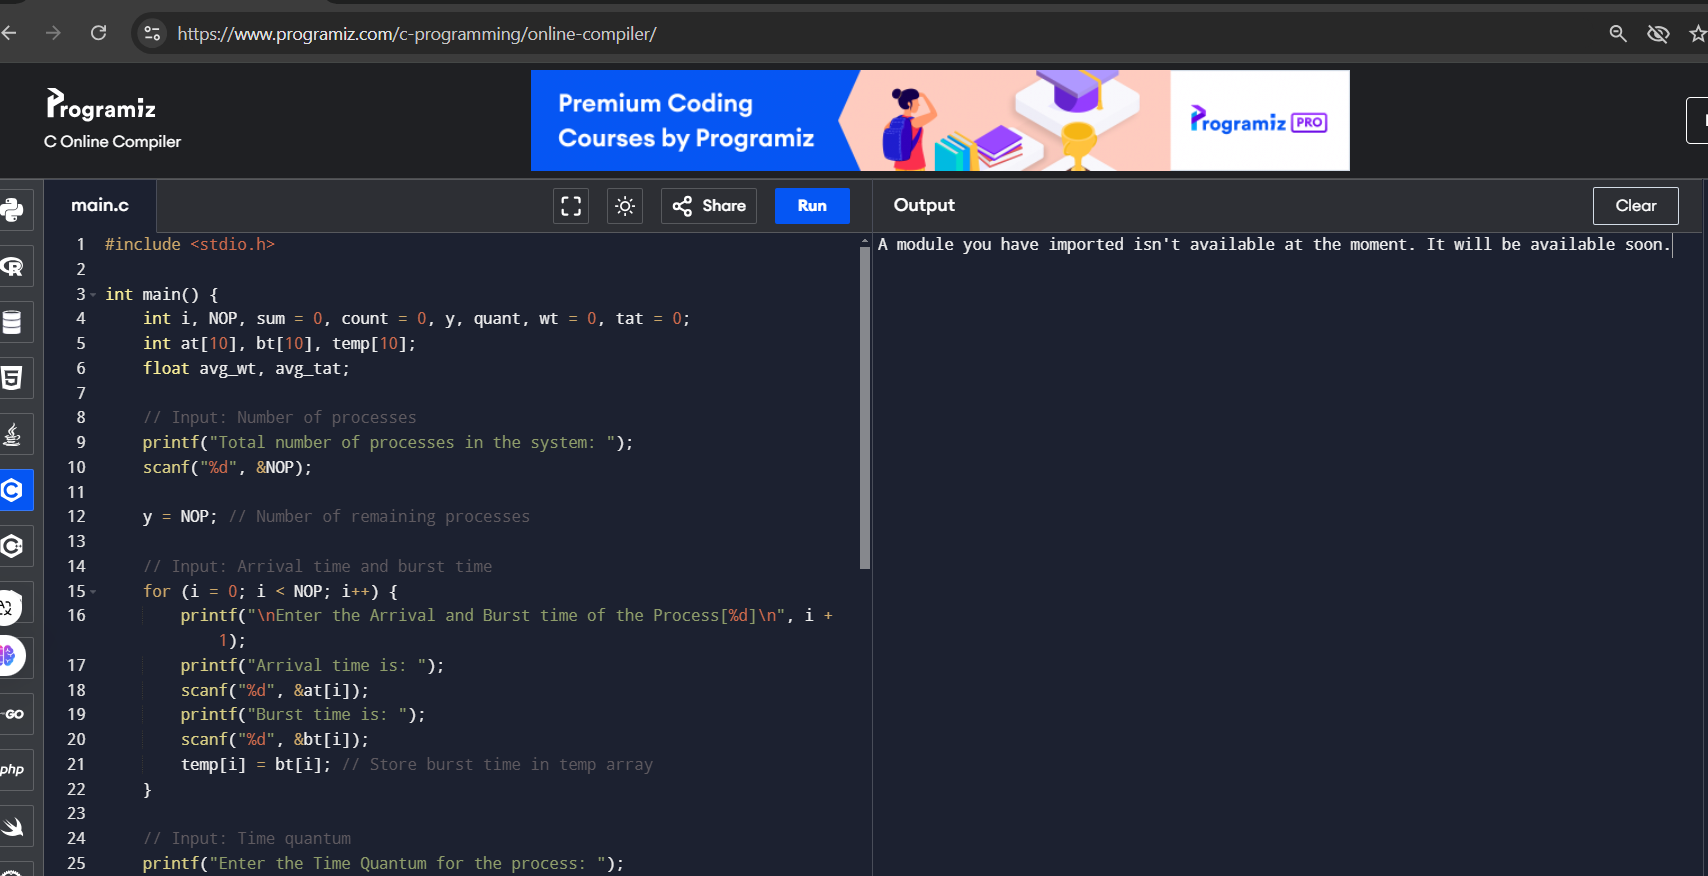 https://www.programiz.com/c-programming/online-compiler/
Programiz
C Online Compiler
Premium Coding
Courses by Programiz
Programiz PRO
main.c
Share
Run
Output
Clear
A module you have imported isn't available at the moment. It will be available soon.
1 #include <stdio.h>
2
3 int main() {
4 int i, NOP, sum = 0, count = 0, y, quant, wt = 0, tat = 0;
5 int at[10], bt[10], temp[10];
6 float avg_wt, avg_tat;
7
8 // Input: Number of processes
9 printf("Total number of processes in the system: ");
10 scanf("%d", &NOP);
11
12 y = NOP; // Number of remaining processes
13
14 // Input: Arrival time and burst time
15 for (i = 0; i < NOP; i++) {
16 printf("\nEnter the Arrival and Burst time of the Process[%d]\n", i +
1);
17 printf("Arrival time is: ");
18 scanf("%d", &at[i]);
19 printf("Burst time is: ");
20 scanf("%d", &bt[i]);
21 temp[i] = bt[i]; // Store burst time in temp array
22 }
23
24 // Input: Time quantum
25 printf("Enter the Time Quantum for the process: ");
GO
php